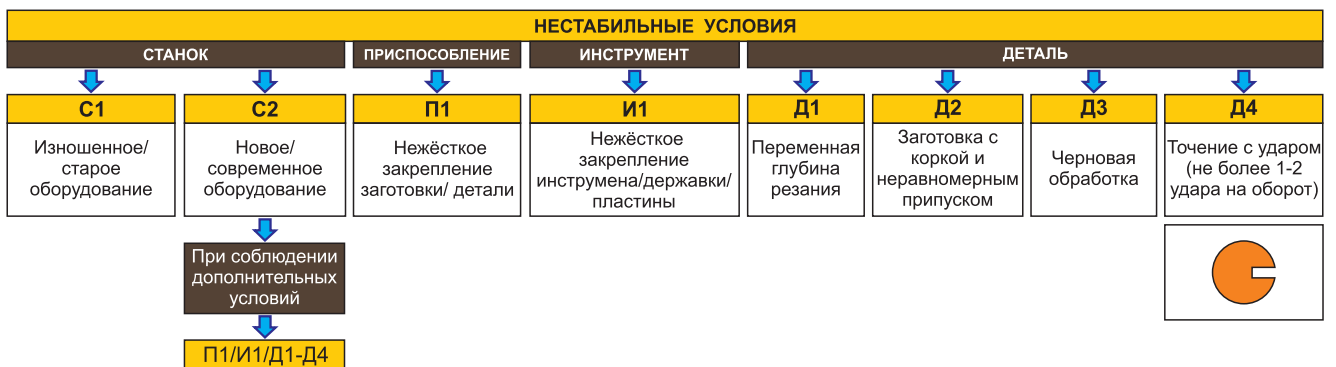 НЕСТАБИЛЬНЫЕ УСЛОВИЯ
СТАНОК
ПРИСПОСОБЛЕНИЕ
ИНСТРУМЕНТ
ДЕТАЛЬ
С1
Изношенное/
старое
оборудование
С2
Новое/
современное
оборудование
При соблюдении
дополнительных
условий
П1/И1/Д1-Д4
П1
Нежёсткое
закрепление
заготовки/ детали
И1
Нежёсткое
закрепление
инструмена/державки/
пластины
Д1
Переменная
глубина
резания
Д2
Заготовка с
коркой и
неравномерным
припуском
Д3
Черновая
обработка
Д4
Точение с ударом
(не более 1-2
удара на оборот)